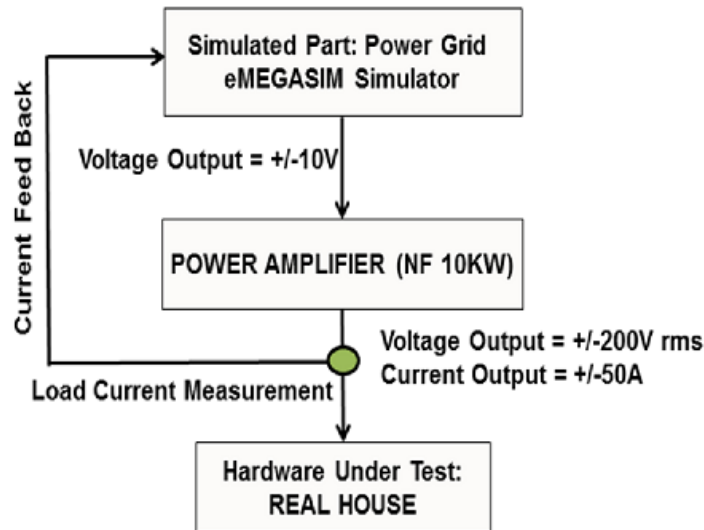 Simulated Part: Power Grid
eMEGASIM Simulator
Voltage Output = +/-10V
Current Feed Back
POWER AMPLIFIER (NF 10KW)
Voltage Output = +/-200V rms
Current Output = +/-50A
Load Current Measurement
Hardware Under Test:
REAL HOUSE